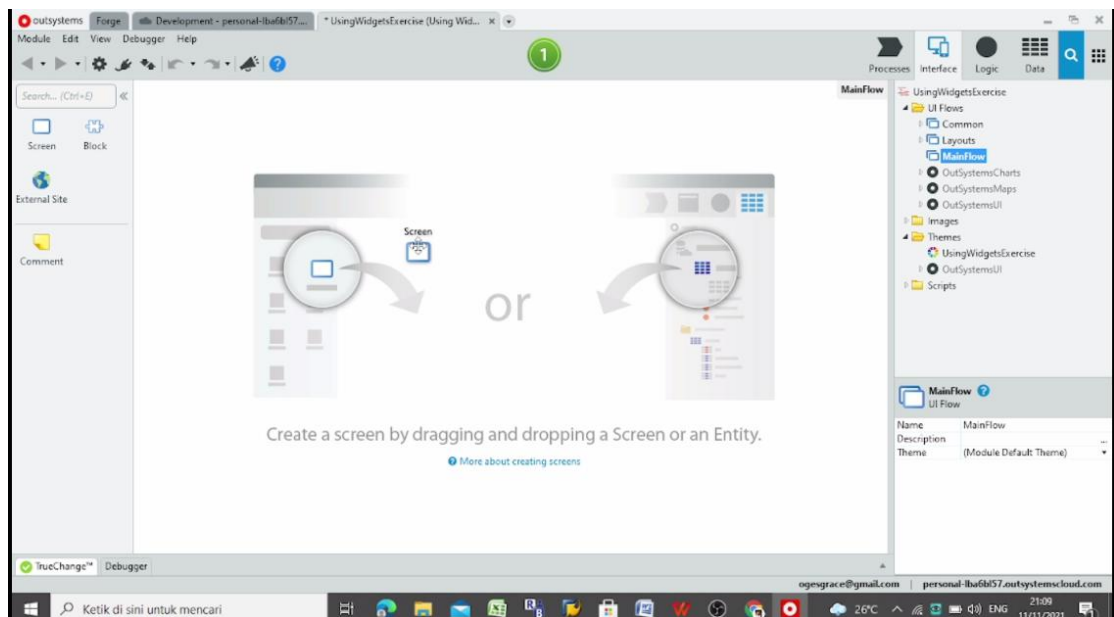 outsystems Forge Development - personal-lba6bl57.... * UsingWidgetsExercise (Using Wid... x
Module Edit View Debugger Help
1
Processes Interface Logic Data
Search... (Ctrl+E)
Screen Block
External Site
Comment
MainFlow
Screen
or
Create a screen by dragging and dropping a Screen or an Entity.
More about creating screens
UsingWidgetsExercise
UI Flows
Common
Layouts
MainFlow
OutSystemsCharts
OutSystemsMaps
OutSystemsUI
Images
Themes
UsingWidgetsExercise
OutSystemsUI
Scripts
MainFlow
UI Flow
Name MainFlow
Description ...
Theme (Module Default Theme)
TrueChange™ Debugger
ogesgrace@gmail.com | personal-lba6bl57.outsystemscloud.com
Ketik di sini untuk mencari
26°C ENG 21:09
11/11/2021